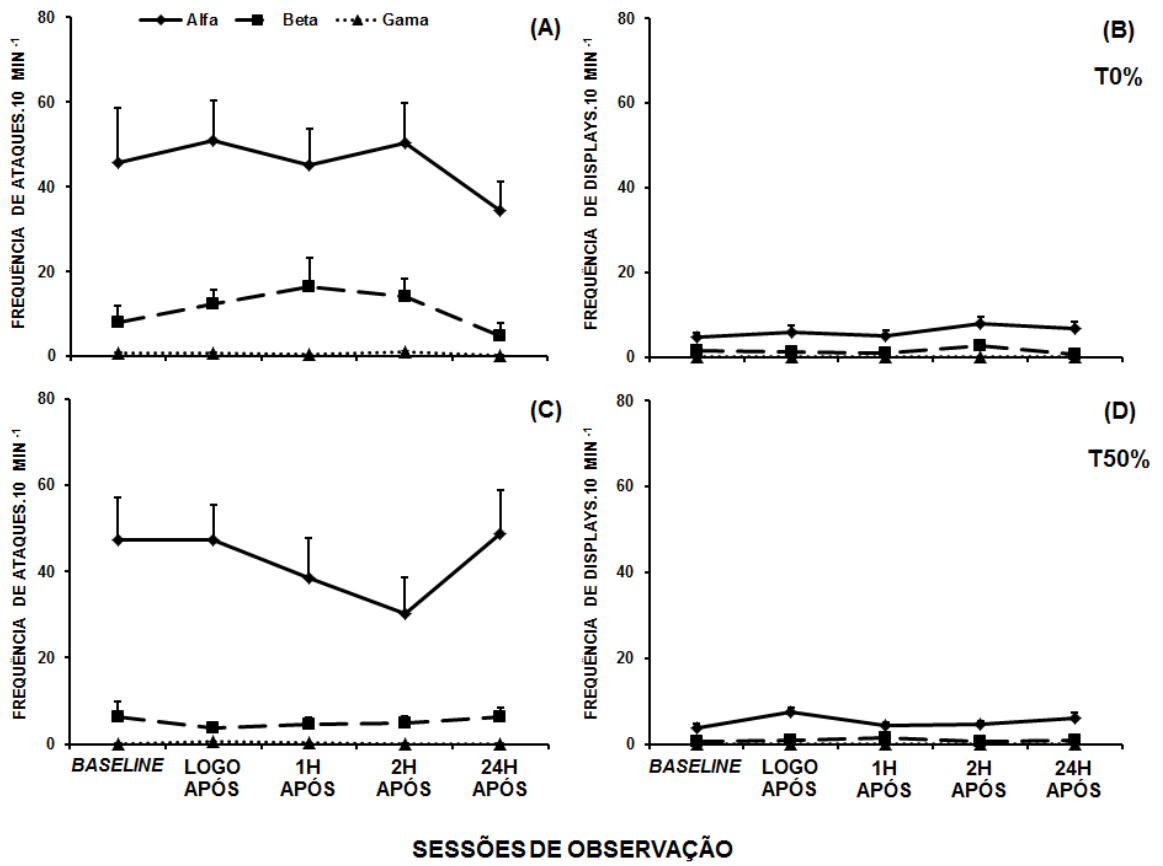 Alfa Beta Gama
(A)
FREQUÊNCIA DE ATAQUES.10 MIN -1
80
60
40
20
0
(B)
T0%
FREQUÊNCIA DE DISPLAYS.10 MIN -1
80
60
40
20
0
(C)
FREQUÊNCIA DE ATAQUES.10 MIN -1
80
60
40
20
0
BASELINE LOGO APÓS 1H APÓS 2H APÓS 24H APÓS
(D)
T50%
FREQUÊNCIA DE DISPLAYS.10 MIN -1
80
60
40
20
0
BASELINE LOGO APÓS 1H APÓS 2H APÓS 24H APÓS
SESSÕES DE OBSERVAÇÃO